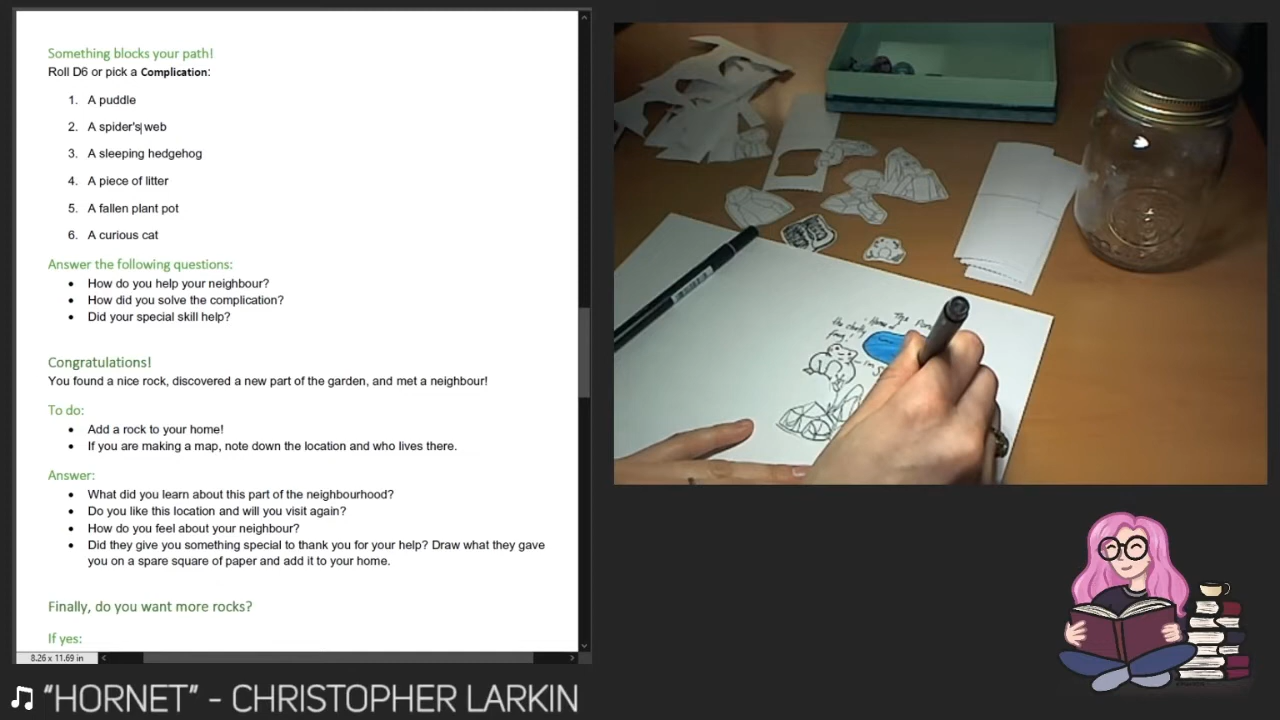 Something blocks your path!
Roll D6 or pick a Complication:
1. A puddle
2. A spider's web
3. A sleeping hedgehog
4. A piece of litter
5. A fallen plant pot
6. A curious cat
Answer the following questions:
• How do you help your neighbour?
• How did you solve the complication?
• Did your special skill help?
Congratulations!
You found a nice rock, discovered a new part of the garden, and met a neighbour!
To do:
• Add a rock to your home!
• If you are making a map, note down the location and who lives there.
Answer:
• What did you learn about this part of the neighbourhood?
• Do you like this location and will you visit again?
• How do you feel about your neighbour?
• Did they give you something special to thank you for your help? Draw what they gave
you on a spare square of paper and add it to your home.
Finally, do you want more rocks?
If yes:
8.26 x 11.69 in
The
Home of
the chatty
frog!
♫ "HORNET" - CHRISTOPHER LARKIN